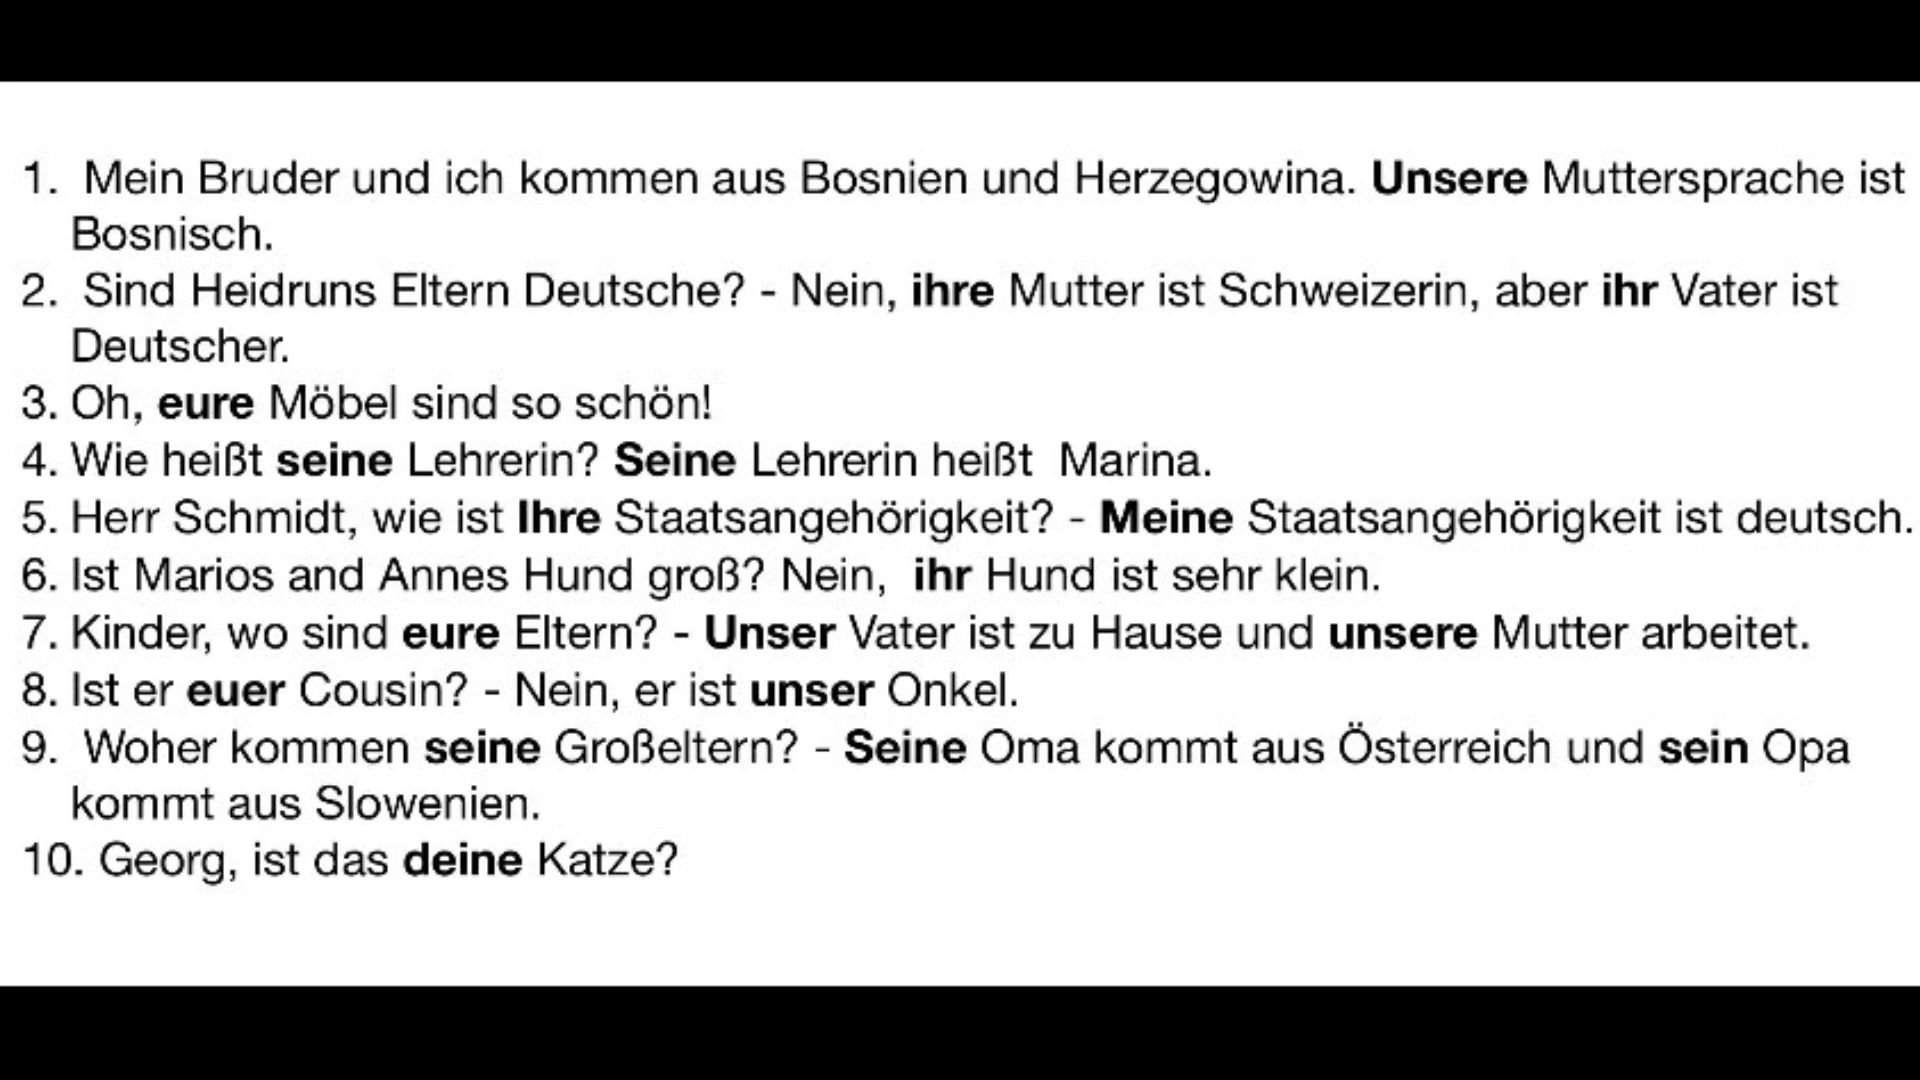 1. Mein Bruder und ich kommen aus Bosnien und Herzegowina. Unsere Muttersprache ist
Bosnisch.
2. Sind Heidruns Eltern Deutsche? - Nein, ihre Mutter ist Schweizerin, aber ihr Vater ist
Deutscher.
3. Oh, eure Möbel sind so schön!
4. Wie heißt seine Lehrerin? Seine Lehrerin heißt Marina.
5. Herr Schmidt, wie ist Ihre Staatsangehörigkeit? - Meine Staatsangehörigkeit ist deutsch.
6. Ist Marios and Annes Hund groß? Nein, ihr Hund ist sehr klein.
7. Kinder, wo sind eure Eltern? - Unser Vater ist zu Hause und unsere Mutter arbeitet.
8. Ist er euer Cousin? - Nein, er ist unser Onkel.
9. Woher kommen seine Großeltern? - Seine Oma kommt aus Österreich und sein Opa
kommt aus Slowenien.
10. Georg, ist das deine Katze?